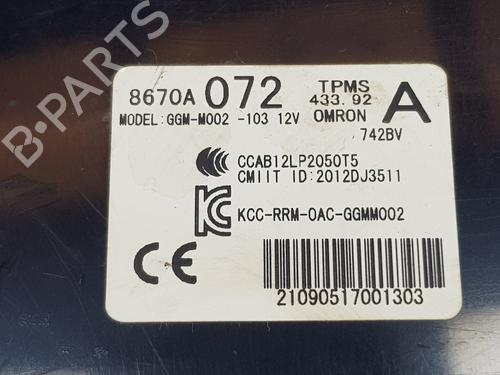 8670A 072 TPMS 433.92 A
MODEL:GGM-M002 -103 12V OMRON
742BV
CCAB12LP2050T5
CMIIT ID:2012DJ3511
KCC-RRM-OAC-GGMM002
CE
21090517001303
B-PARTS